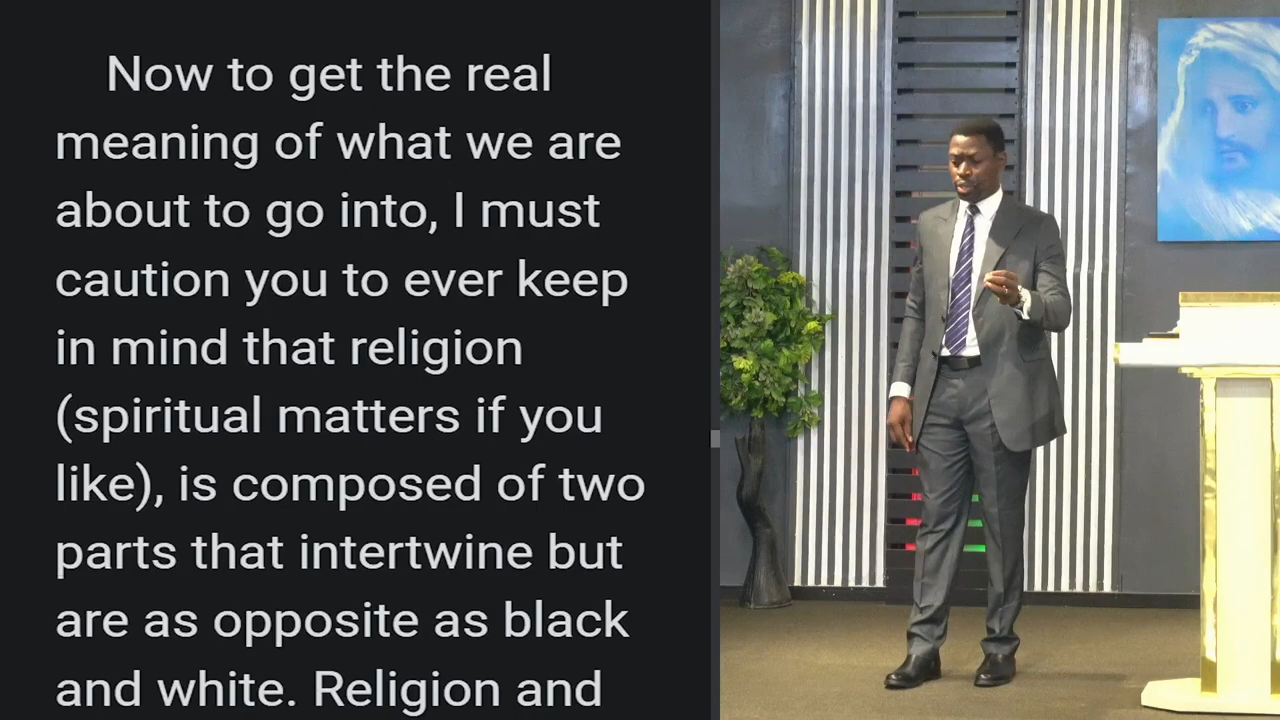 Now to get the real
meaning of what we are
about to go into, I must
caution you to ever keep
in mind that religion
(spiritual matters if you
like), is composed of two
parts that intertwine but
are as opposite as black
and white. Religion and